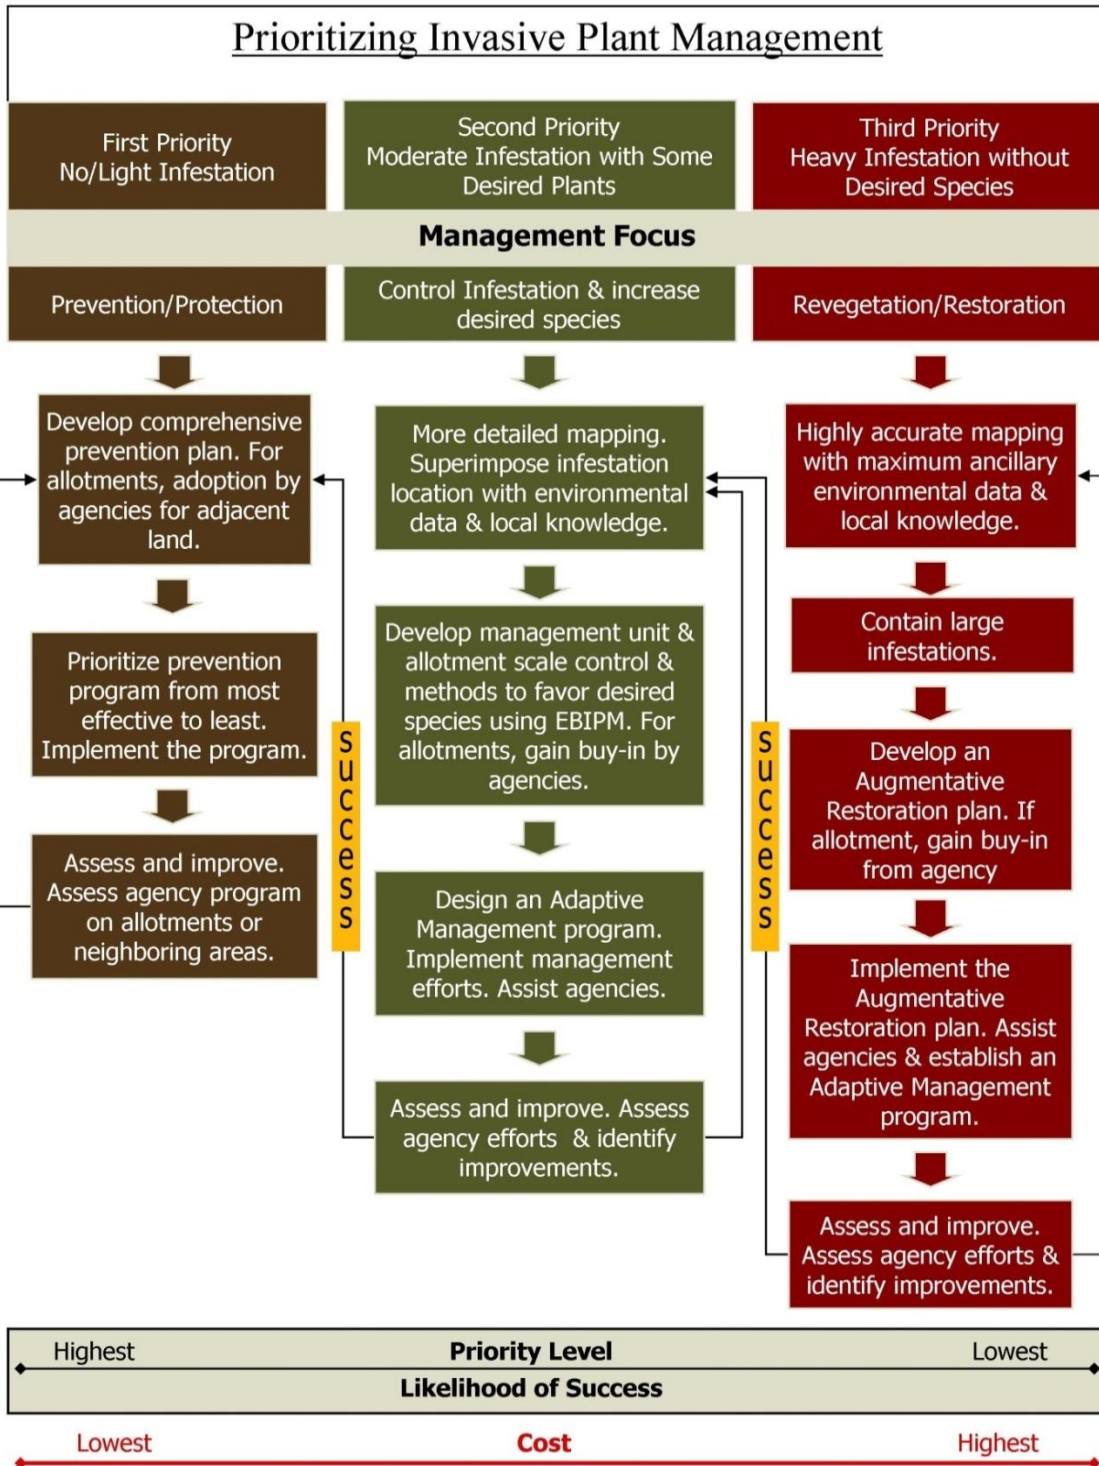 Prioritizing Invasive Plant Management
First Priority
No/Light Infestation
Second Priority
Moderate Infestation with Some
Desired Plants
Third Priority
Heavy Infestation without
Desired Species
Management Focus
Prevention/Protection
Control Infestation & increase
desired species
Revegetation/Restoration
Develop comprehensive
prevention plan. For
allotments, adoption by
agencies for adjacent
land.
Prioritize prevention
program from most
effective to least.
Implement the program.
Assess and improve.
Assess agency program
on allotments or
neighboring areas.
success
More detailed mapping.
Superimpose infestation
location with environmental
data & local knowledge.
Develop management unit &
allotment scale control &
methods to favor desired
species using EBIPM. For
allotments, gain buy-in by
agencies.
Design an Adaptive
Management program.
Implement management
efforts. Assist agencies.
Assess and improve. Assess
agency efforts & identify
improvements.
success
Highly accurate mapping
with maximum ancillary
environmental data &
local knowledge.
Contain large
infestations.
Develop an
Augmentative
Restoration plan. If
allotment, gain buy-in
from agency
Implement the
Augmentative
Restoration plan. Assist
agencies & establish an
Adaptive Management
program.
Assess and improve.
Assess agency efforts &
identify improvements.
Highest Priority Level Lowest
Likelihood of Success
Lowest Cost Highest